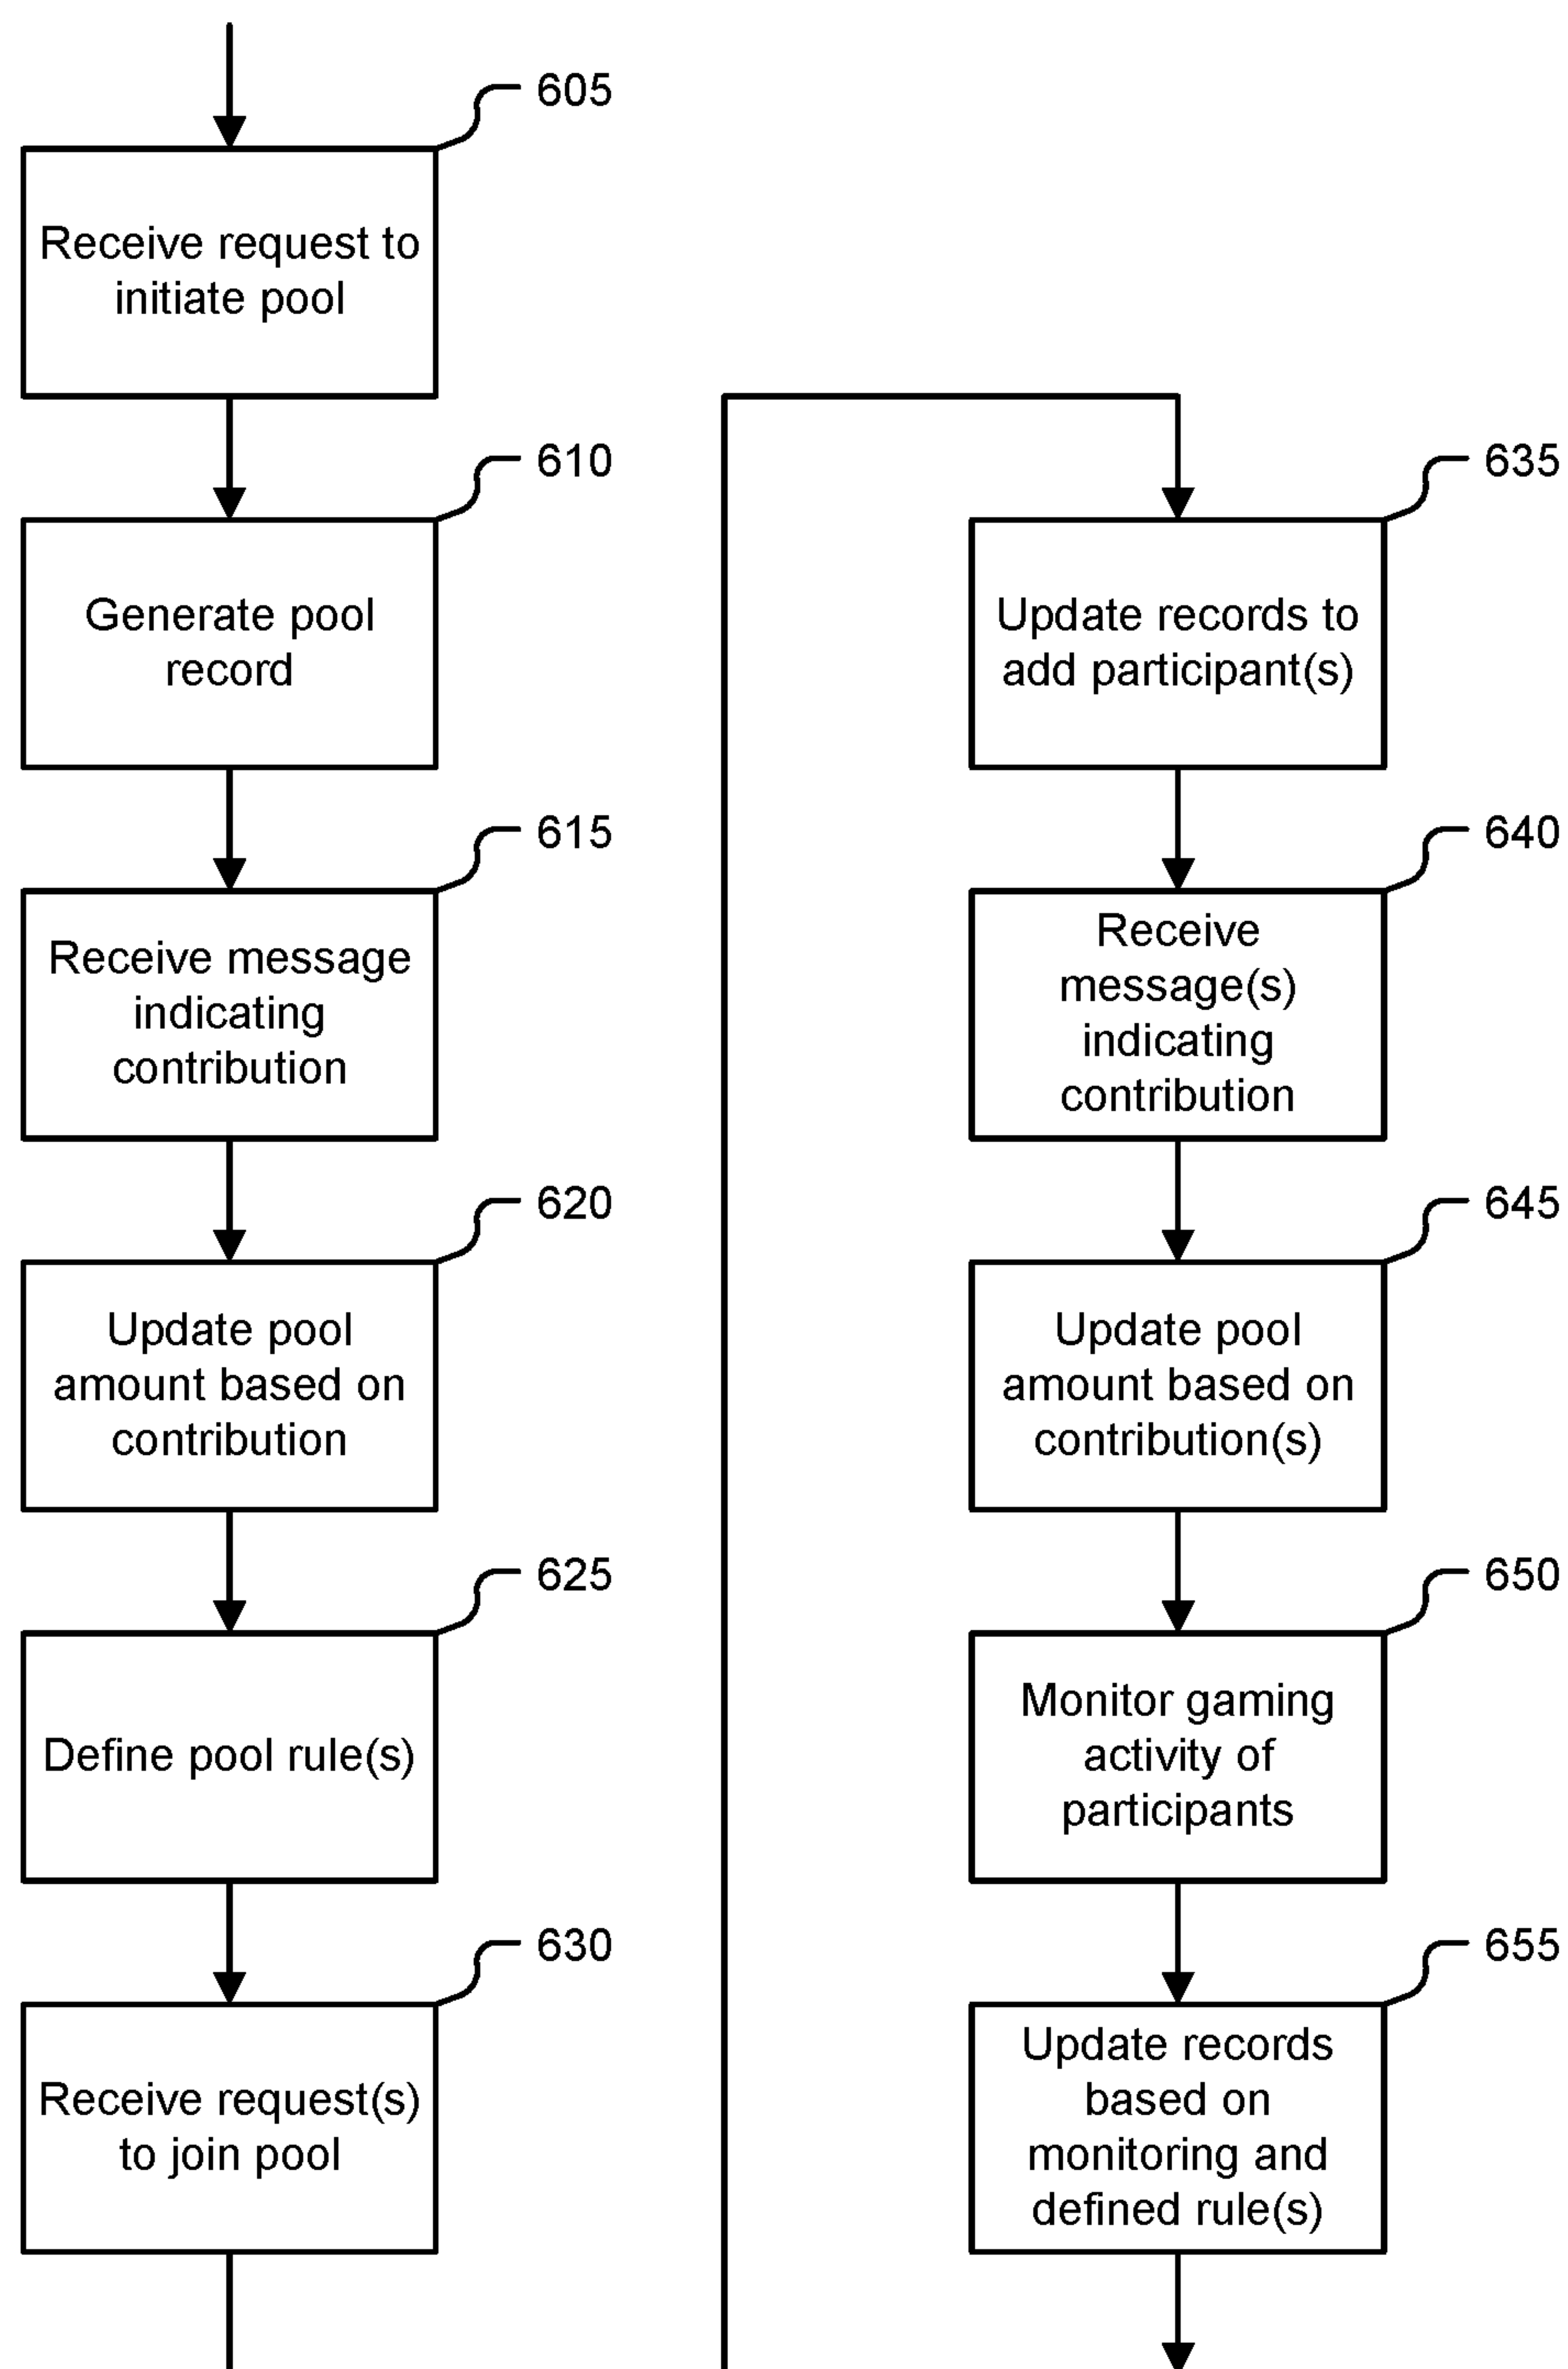 605
Receive request to
initiate pool
610
Generate pool
record
615
Receive message
indicating
contribution
620
Update pool
amount based on
contribution
625
Define pool rule(s)
630
Receive request(s)
to join pool
635
Update records to
add participant(s)
640
Receive
message(s)
indicating
contribution
645
Update pool
amount based on
contribution(s)
650
Monitor gaming
activity of
participants
655
Update records
based on
monitoring and
defined rule(s)